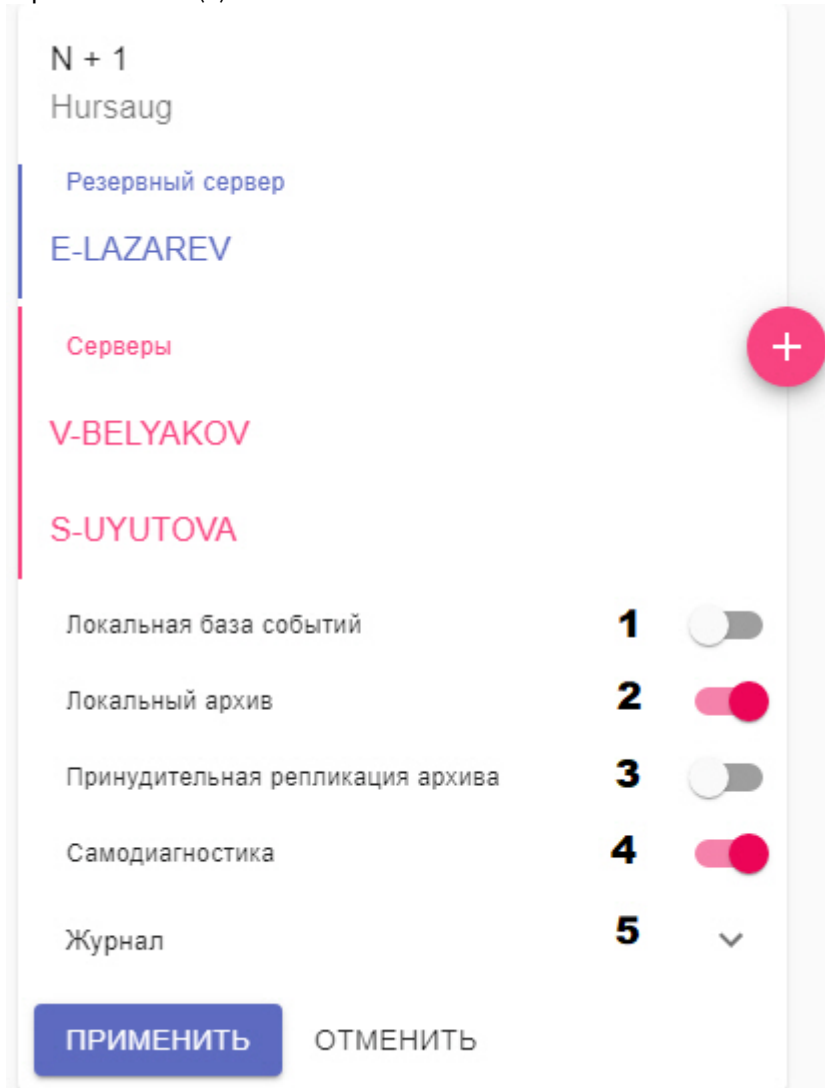 N + 1
Hursaug
Резервный сервер
E-LAZAREV
Серверы
+
V-BELYAKOV
S-UYUTOVA
Локальная база событий 1
Локальный архив 2
Принудительная репликация архива 3
Самодиагностика 4
Журнал 5
ПРИМЕНИТЬ ОТМЕНИТЬ